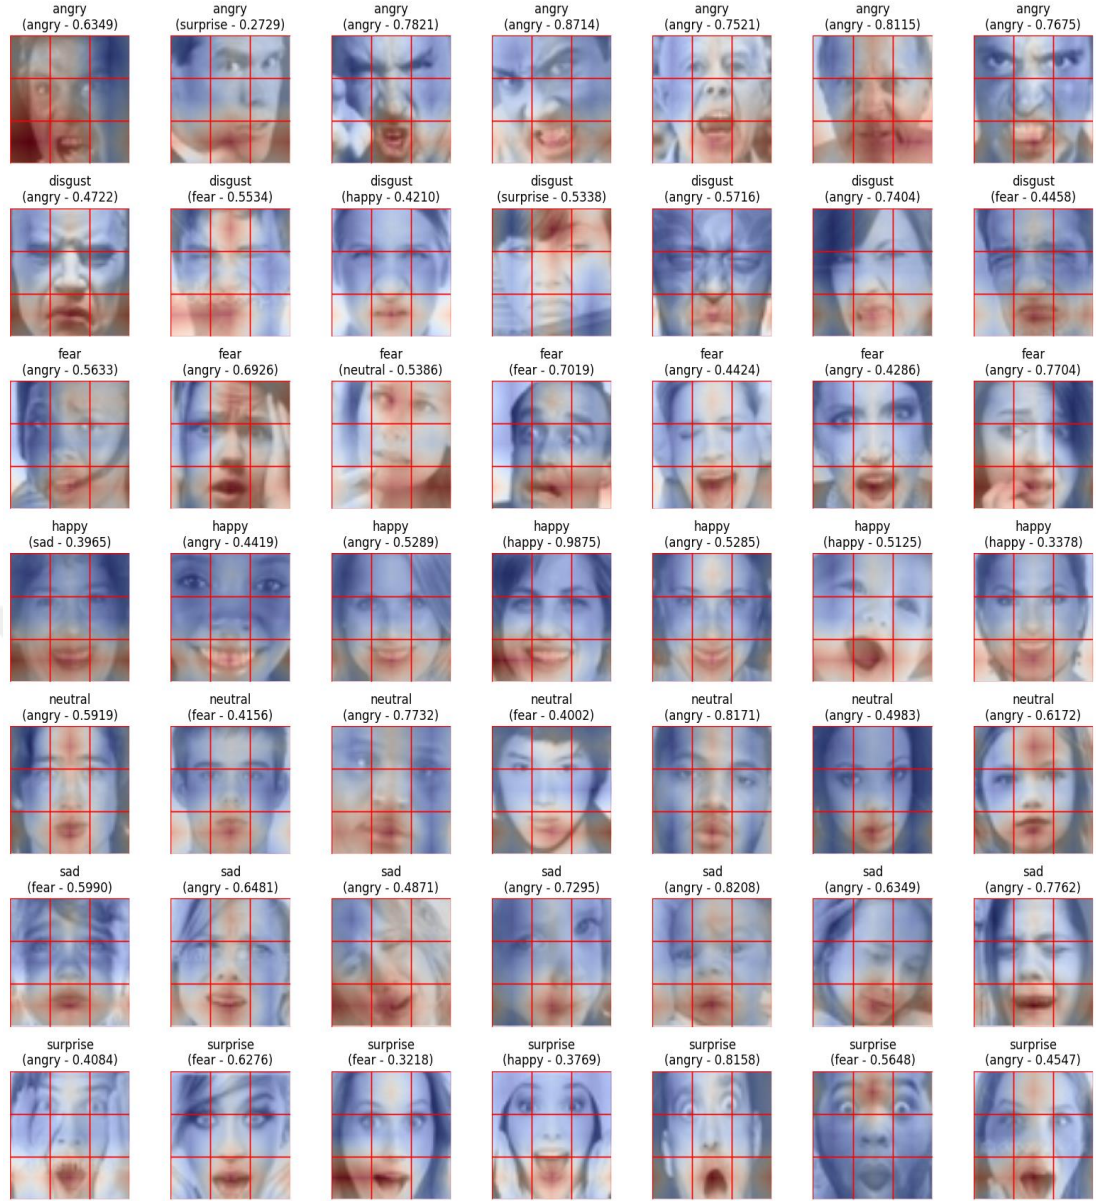 angry angry angry angry angry angry angry
(angry - 0.6349) (surprise - 0.2729) (angry - 0.7821) (angry - 0.8714) (angry - 0.7521) (angry - 0.8115) (angry - 0.7675)
disgust disgust disgust disgust disgust disgust disgust
(angry - 0.4722) (fear - 0.5534) (happy - 0.4210) (surprise - 0.5338) (angry - 0.5716) (angry - 0.7404) (fear - 0.4458)
fear fear fear fear fear fear fear
(angry - 0.5633) (angry - 0.6926) (neutral - 0.5386) (fear - 0.7019) (angry - 0.4424) (angry - 0.4286) (angry - 0.7704)
happy happy happy happy happy happy happy
(sad - 0.3965) (angry - 0.4419) (angry - 0.5289) (happy - 0.9875) (angry - 0.5285) (happy - 0.5125) (happy - 0.3378)
neutral neutral neutral neutral neutral neutral neutral
(angry - 0.5919) (fear - 0.4156) (angry - 0.7732) (fear - 0.4002) (angry - 0.8171) (angry - 0.4983) (angry - 0.6172)
sad sad sad sad sad sad sad
(fear - 0.5990) (angry - 0.6481) (angry - 0.4871) (angry - 0.7295) (angry - 0.8208) (angry - 0.6349) (angry - 0.7762)
surprise surprise surprise surprise surprise surprise surprise
(angry - 0.4084) (fear - 0.6276) (fear - 0.3218) (happy - 0.3769) (angry - 0.8158) (fear - 0.5648) (angry - 0.4547)